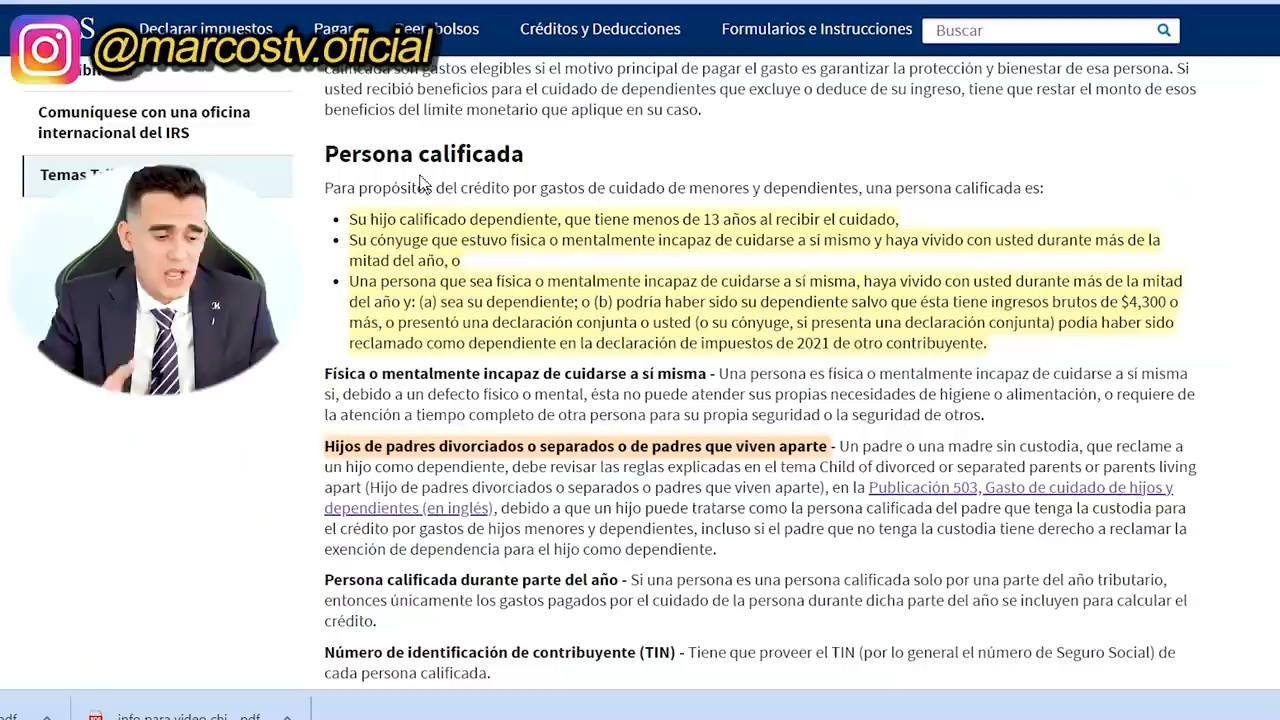 Declarar impuestos Pagar Reembolsos Créditos y Deducciones Formularios e Instrucciones Buscar
@marcostv.oficial
Comuníquese con una oficina
internacional del IRS
Temas
calificada son gastos elegibles si el motivo principal de pagar el gasto es garantizar la protección y bienestar de esa persona. Si
usted recibió beneficios para el cuidado de dependientes que excluye o deduce de su ingreso, tiene que restar el monto de esos
beneficios del límite monetario que aplique en su caso.
Persona calificada
Para propósitos del crédito por gastos de cuidado de menores y dependientes, una persona calificada es:
Su hijo calificado dependiente, que tiene menos de 13 años al recibir el cuidado,
Su cónyuge que estuvo física o mentalmente incapaz de cuidarse a sí mismo y haya vivido con usted durante más de la
mitad del año, o
Una persona que sea física o mentalmente incapaz de cuidarse a sí misma, haya vivido con usted durante más de la mitad
del año y: (a) sea su dependiente; o (b) podría haber sido su dependiente salvo que ésta tiene ingresos brutos de $4,300 o
más, o presentó una declaración conjunta o usted (o su cónyuge, si presenta una declaración conjunta) podía haber sido
reclamado como dependiente en la declaración de impuestos de 2021 de otro contribuyente.
Física o mentalmente incapaz de cuidarse a sí misma - Una persona es física o mentalmente incapaz de cuidarse a sí misma
si, debido a un defecto físico o mental, ésta no puede atender sus propias necesidades de higiene o alimentación, o requiere de
la atención a tiempo completo de otra persona para su propia seguridad o la seguridad de otros.
Hijos de padres divorciados o separados o de padres que viven aparte - Un padre o una madre sin custodia, que reclame a
un hijo como dependiente, debe revisar las reglas explicadas en el tema Child of divorced or separated parents or parents living
apart (Hijo de padres divorciados o separados o padres que viven aparte), en la Publicación 503, Gasto de cuidado de hijos y
dependientes (en inglés), debido a que un hijo puede tratarse como la persona calificada del padre que tenga la custodia para
el crédito por gastos de hijos menores y dependientes, incluso si el padre que no tenga la custodia tiene derecho a reclamar la
exención de dependencia para el hijo como dependiente.
Persona calificada durante parte del año - Si una persona es una persona calificada solo por una parte del año tributario,
entonces únicamente los gastos pagados por el cuidado de la persona durante dicha parte del año se incluyen para calcular el
crédito.
Número de identificación de contribuyente (TIN) - Tiene que proveer el TIN (por lo general el número de Seguro Social) de
cada persona calificada.